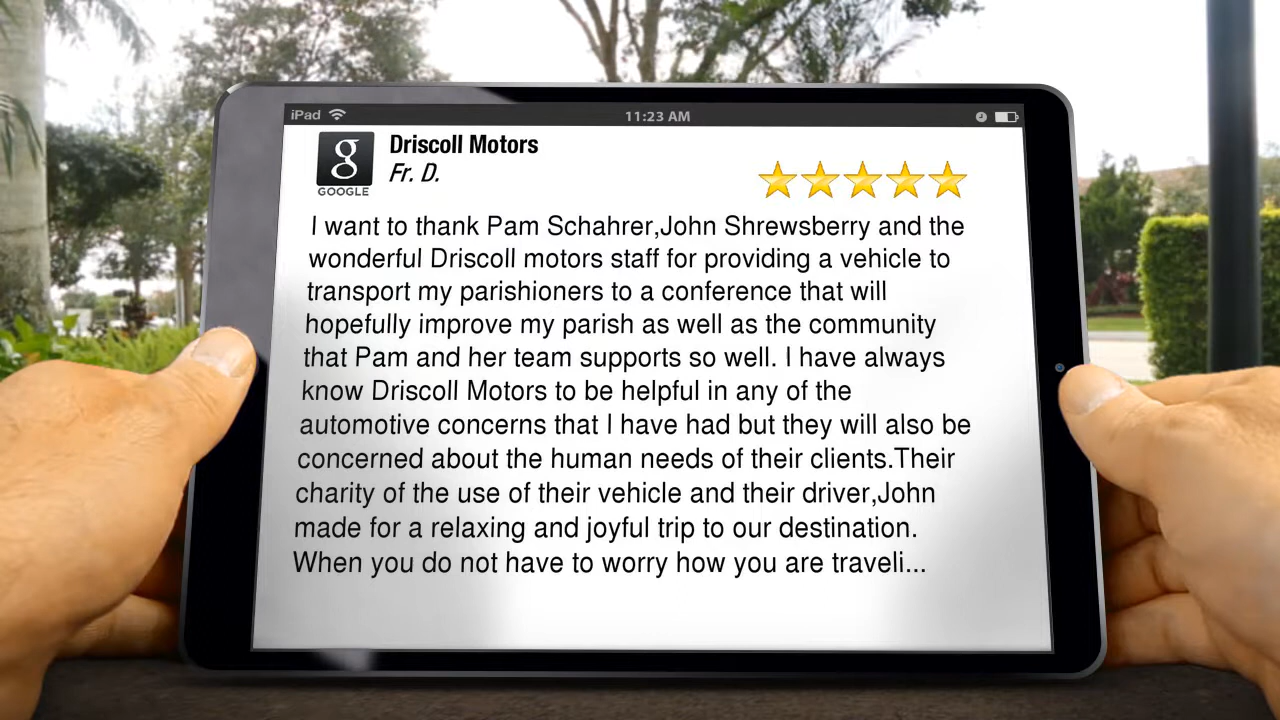 iPad 11:23 AM
g
GOOGLE
Driscoll Motors
Fr. D.
I want to thank Pam Schahrer,John Shrewsberry and the
wonderful Driscoll motors staff for providing a vehicle to
transport my parishioners to a conference that will
hopefully improve my parish as well as the community
that Pam and her team supports so well. I have always
know Driscoll Motors to be helpful in any of the
automotive concerns that I have had but they will also be
concerned about the human needs of their clients.Their
charity of the use of their vehicle and their driver,John
made for a relaxing and joyful trip to our destination.
When you do not have to worry how you are traveli...